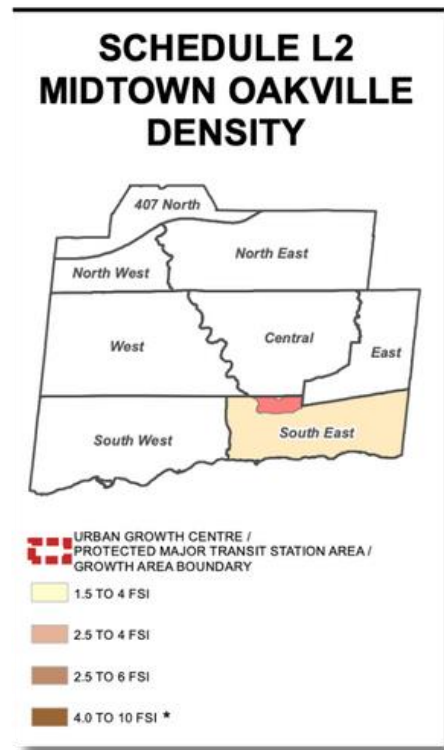 SCHEDULE L2
MIDTOWN OAKVILLE
DENSITY
407 North
North East
North West
West
Central
East
South West
South East
URBAN GROWTH CENTRE /
PROTECTED MAJOR TRANSIT STATION AREA /
GROWTH AREA BOUNDARY
1.5 TO 4 FSI
2.5 TO 4 FSI
2.5 TO 6 FSI
4.0 TO 10 FSI *